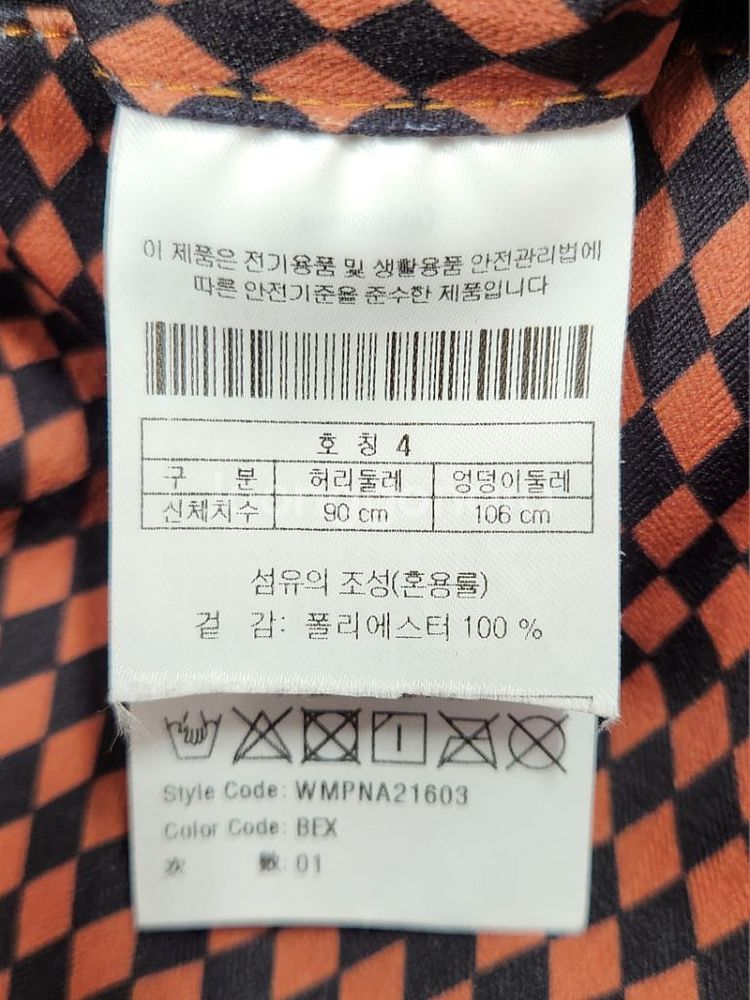 이 제품은 전기용품 및 생활용품 안전관리법에
따른 안전기준을 준수한 제품입니다
호 칭 4
구 분 허리둘레 엉덩이둘레
신체치수 90 cm 106 cm
섬유의 조성(혼용률)
겉 감: 폴리에스터 100 %
Style Code: WMPNA21603
Color Code: BEX
次 數: 01